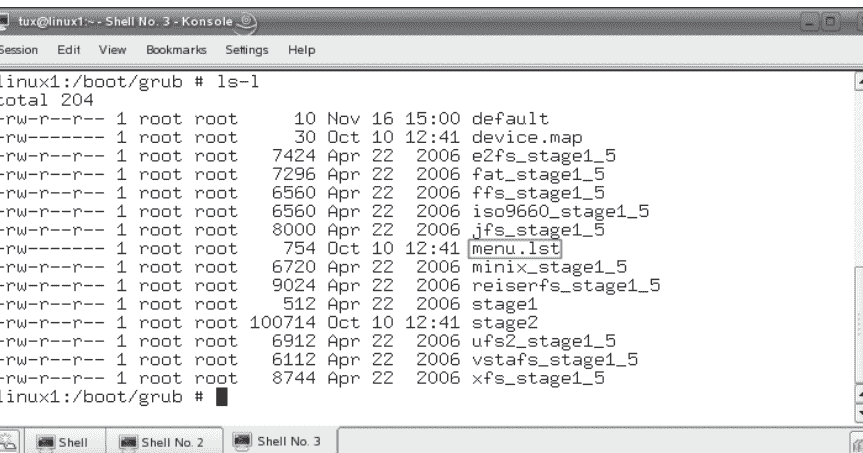 tux@linux1:~ - Shell No. 3 - Konsole
Session Edit View Bookmarks Settings Help
linux1:/boot/grub # ls-l
total 204
-rw-r--r-- 1 root root 10 Nov 16 15:00 default
-rw------- 1 root root 30 Oct 10 12:41 device.map
-rw-r--r-- 1 root root 7424 Apr 22 2006 e2fs_stage1_5
-rw-r--r-- 1 root root 7296 Apr 22 2006 fat_stage1_5
-rw-r--r-- 1 root root 6560 Apr 22 2006 ffs_stage1_5
-rw-r--r-- 1 root root 6560 Apr 22 2006 iso9660_stage1_5
-rw-r--r-- 1 root root 8000 Apr 22 2006 jfs_stage1_5
-rw------- 1 root root 754 Oct 10 12:41 menu.lst
-rw-r--r-- 1 root root 6720 Apr 22 2006 minix_stage1_5
-rw-r--r-- 1 root root 9024 Apr 22 2006 reiserfs_stage1_5
-rw-r--r-- 1 root root 512 Apr 22 2006 stage1
-rw-r--r-- 1 root root 100714 Oct 10 12:41 stage2
-rw-r--r-- 1 root root 6912 Apr 22 2006 ufs2_stage1_5
-rw-r--r-- 1 root root 6112 Apr 22 2006 vstafs_stage1_5
-rw-r--r-- 1 root root 8744 Apr 22 2006 xfs_stage1_5
linux1:/boot/grub #
Shell Shell No. 2 Shell No. 3